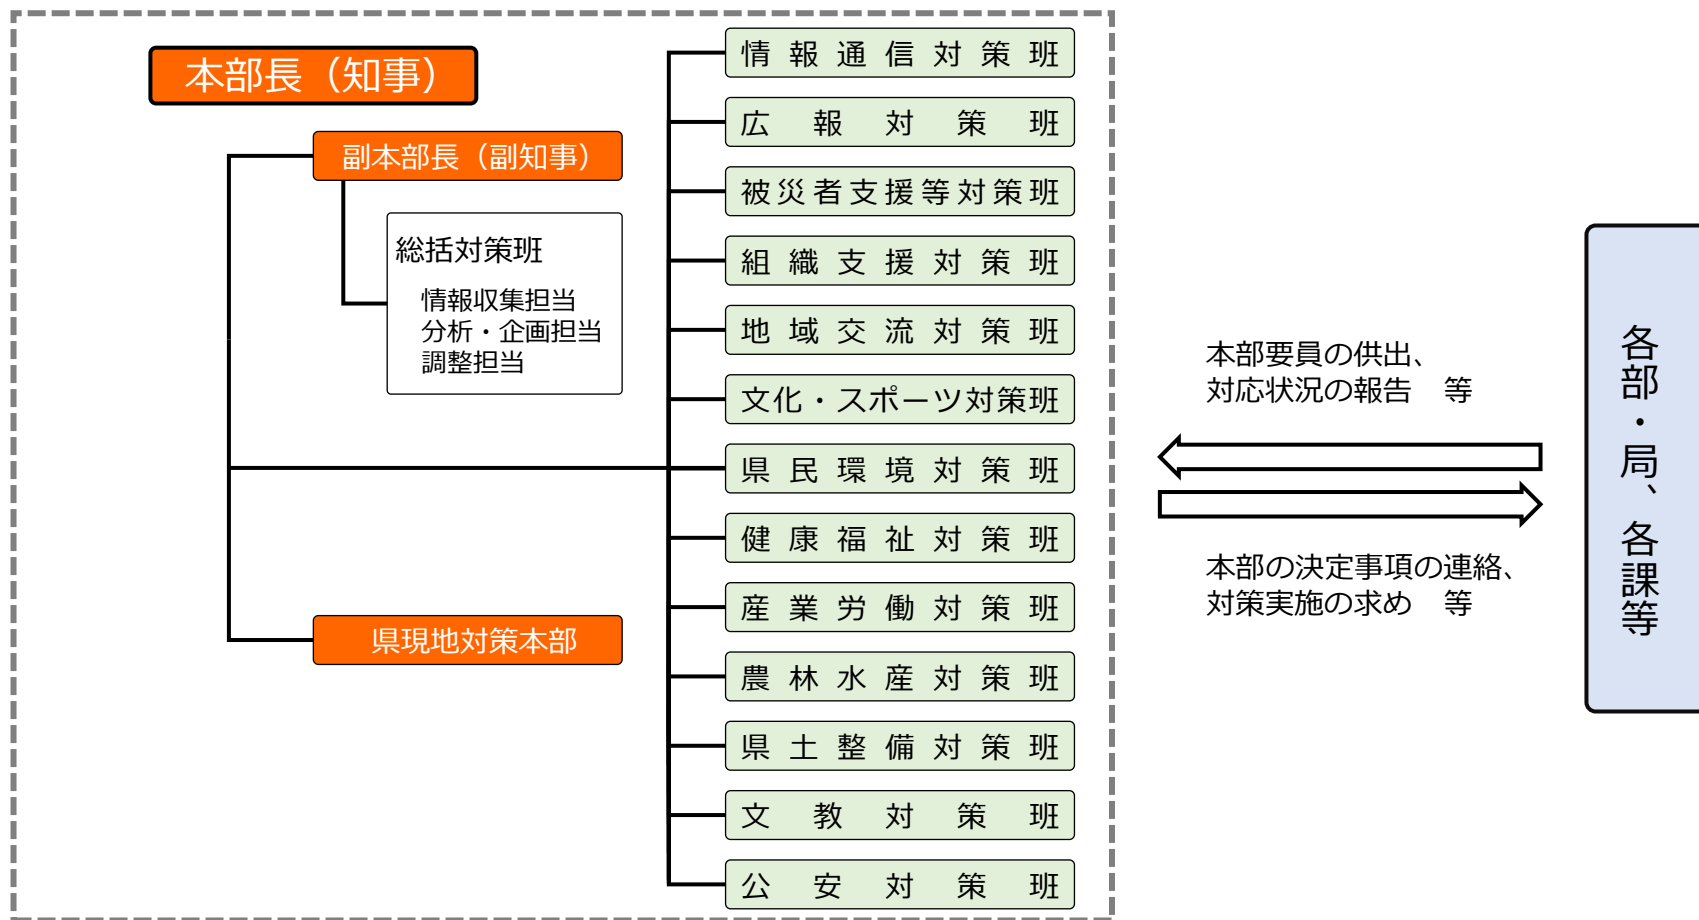 本部長（知事）
副本部長（副知事）
総括対策班
情報収集担当
分析・企画担当
調整担当
県現地対策本部
情報通信対策班
広報対策班
被災者支援等対策班
組織支援対策班
地域交流対策班
文化・スポーツ対策班
県民環境対策班
健康福祉対策班
産業労働対策班
農林水産対策班
県土整備対策班
文教対策班
公安対策班
本部要員の供出、
対応状況の報告　等
本部の決定事項の連絡、
対策実施の求め　等
各部・局、各課等